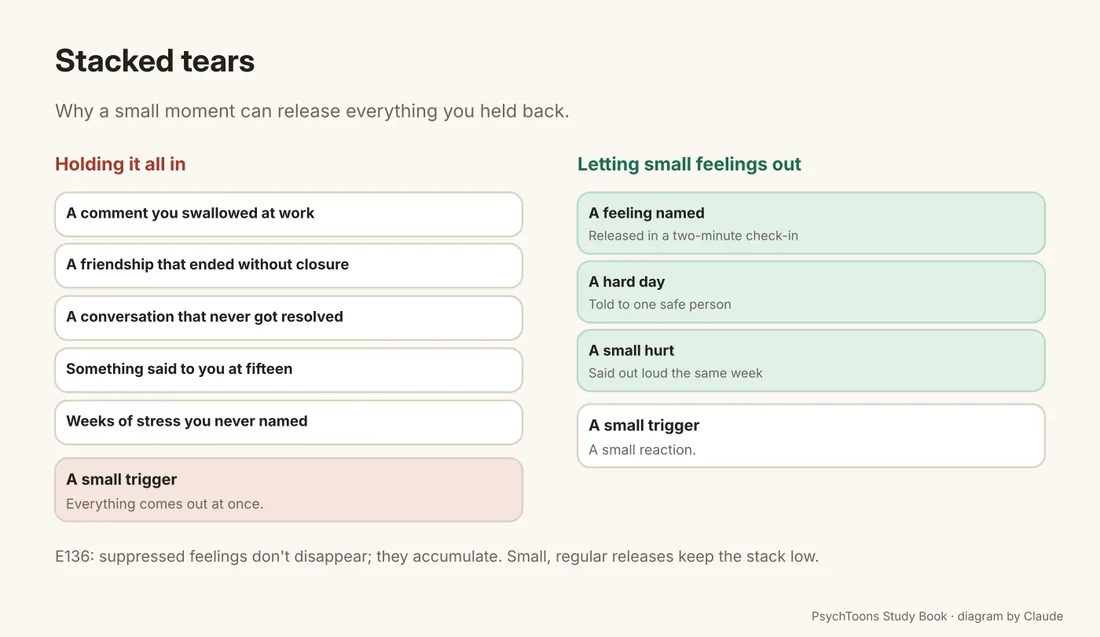 Stacked tears
Why a small moment can release everything you held back.
Holding it all in
A comment you swallowed at work
A friendship that ended without closure
A conversation that never got resolved
Something said to you at fifteen
Weeks of stress you never named
A small trigger
Everything comes out at once.
Letting small feelings out
A feeling named
Released in a two-minute check-in
A hard day
Told to one safe person
A small hurt
Said out loud the same week
A small trigger
A small reaction.
E136: suppressed feelings don't disappear; they accumulate. Small, regular releases keep the stack low.
PsychToons Study Book · diagram by Claude